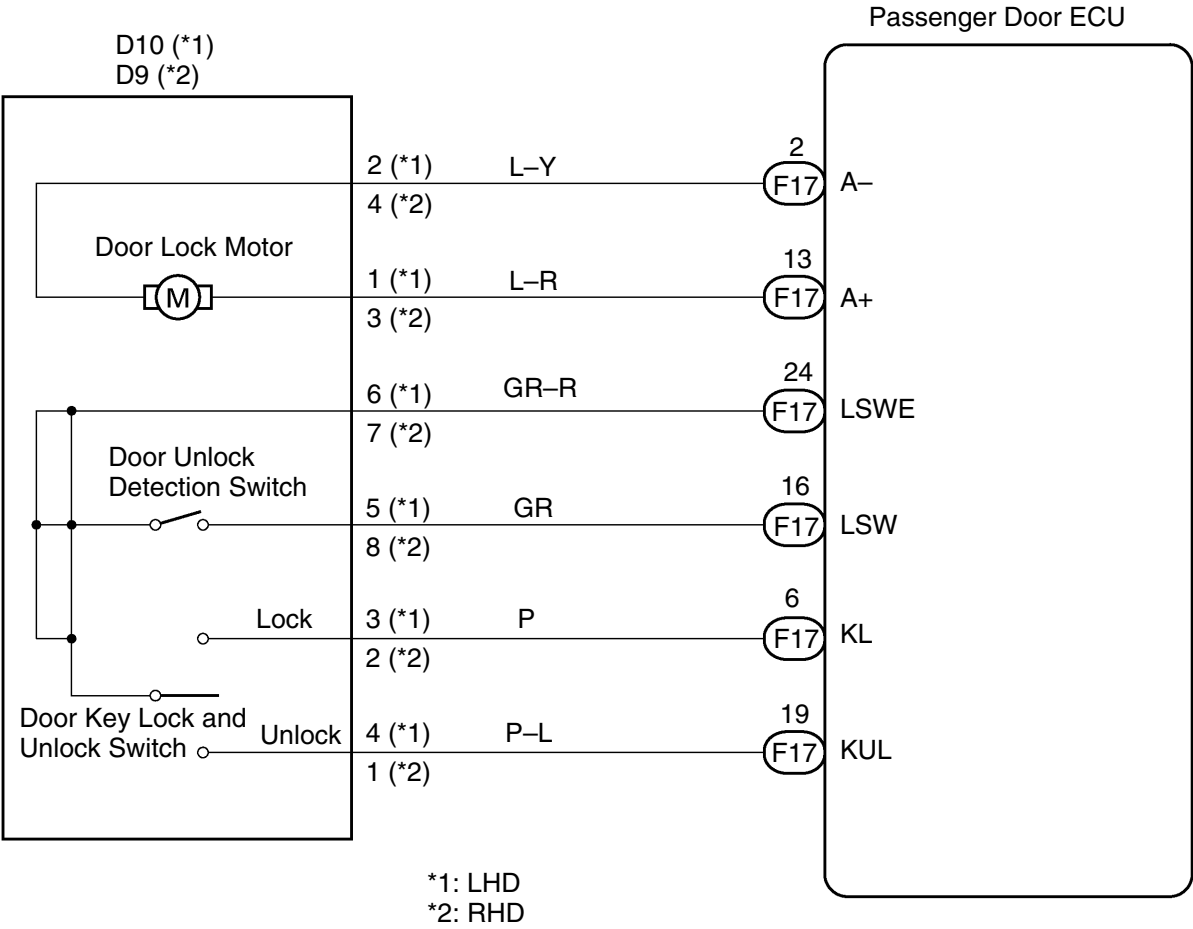 Passenger Door ECU
D10 (*1)
D9 (*2)
2 (*1)
L–Y
2
F17
A–
4 (*2)
Door Lock Motor
M
1 (*1)
L–R
13
F17
A+
3 (*2)
6 (*1)
GR–R
24
F17
LSWE
7 (*2)
Door Unlock
Detection Switch
5 (*1)
GR
16
F17
LSW
8 (*2)
Lock
3 (*1)
P
6
F17
KL
2 (*2)
Door Key Lock and
Unlock Switch
Unlock
4 (*1)
P–L
19
F17
KUL
1 (*2)
*1: LHD
*2: RHD